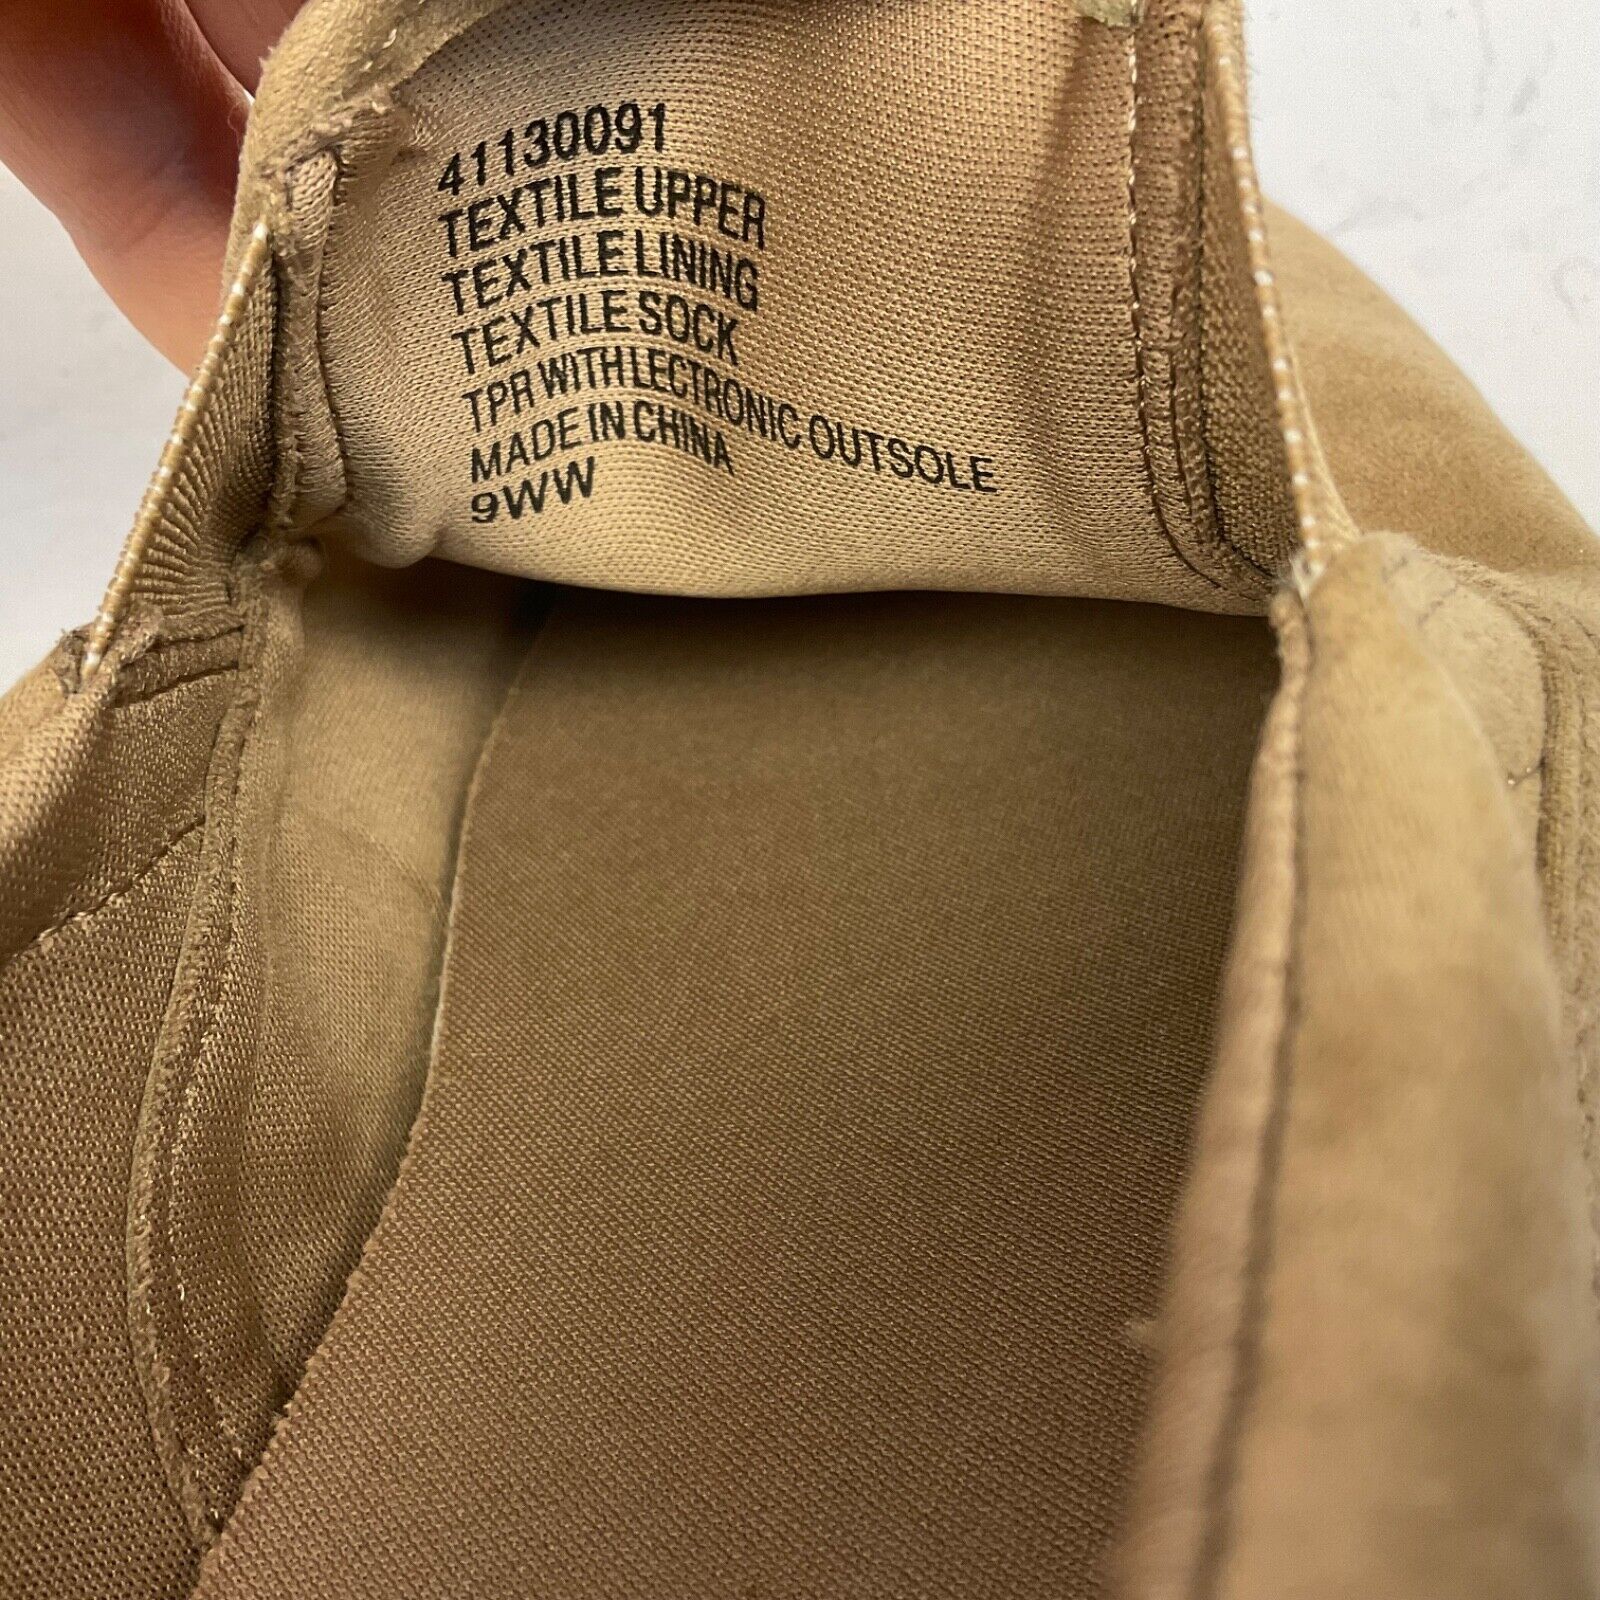 41130091
TEXTILE UPPER
TEXTILE LINING
TEXTILE SOCK
TPR WITH LECTRONIC OUTSOLE
MADE IN CHINA
9WW